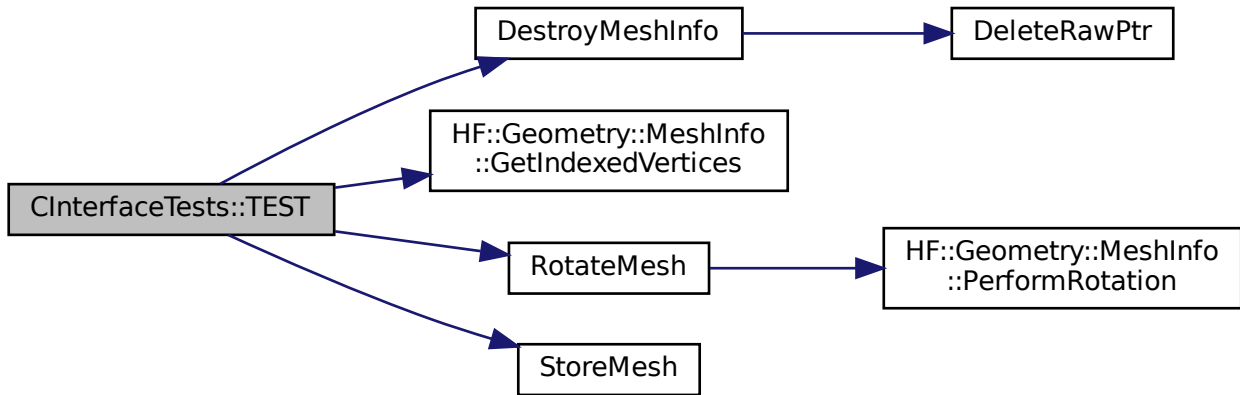 DestroyMeshInfo
DeleteRawPtr
HF::Geometry::MeshInfo
::GetIndexedVertices
CInterfaceTests::TEST
RotateMesh
HF::Geometry::MeshInfo
::PerformRotation
StoreMesh